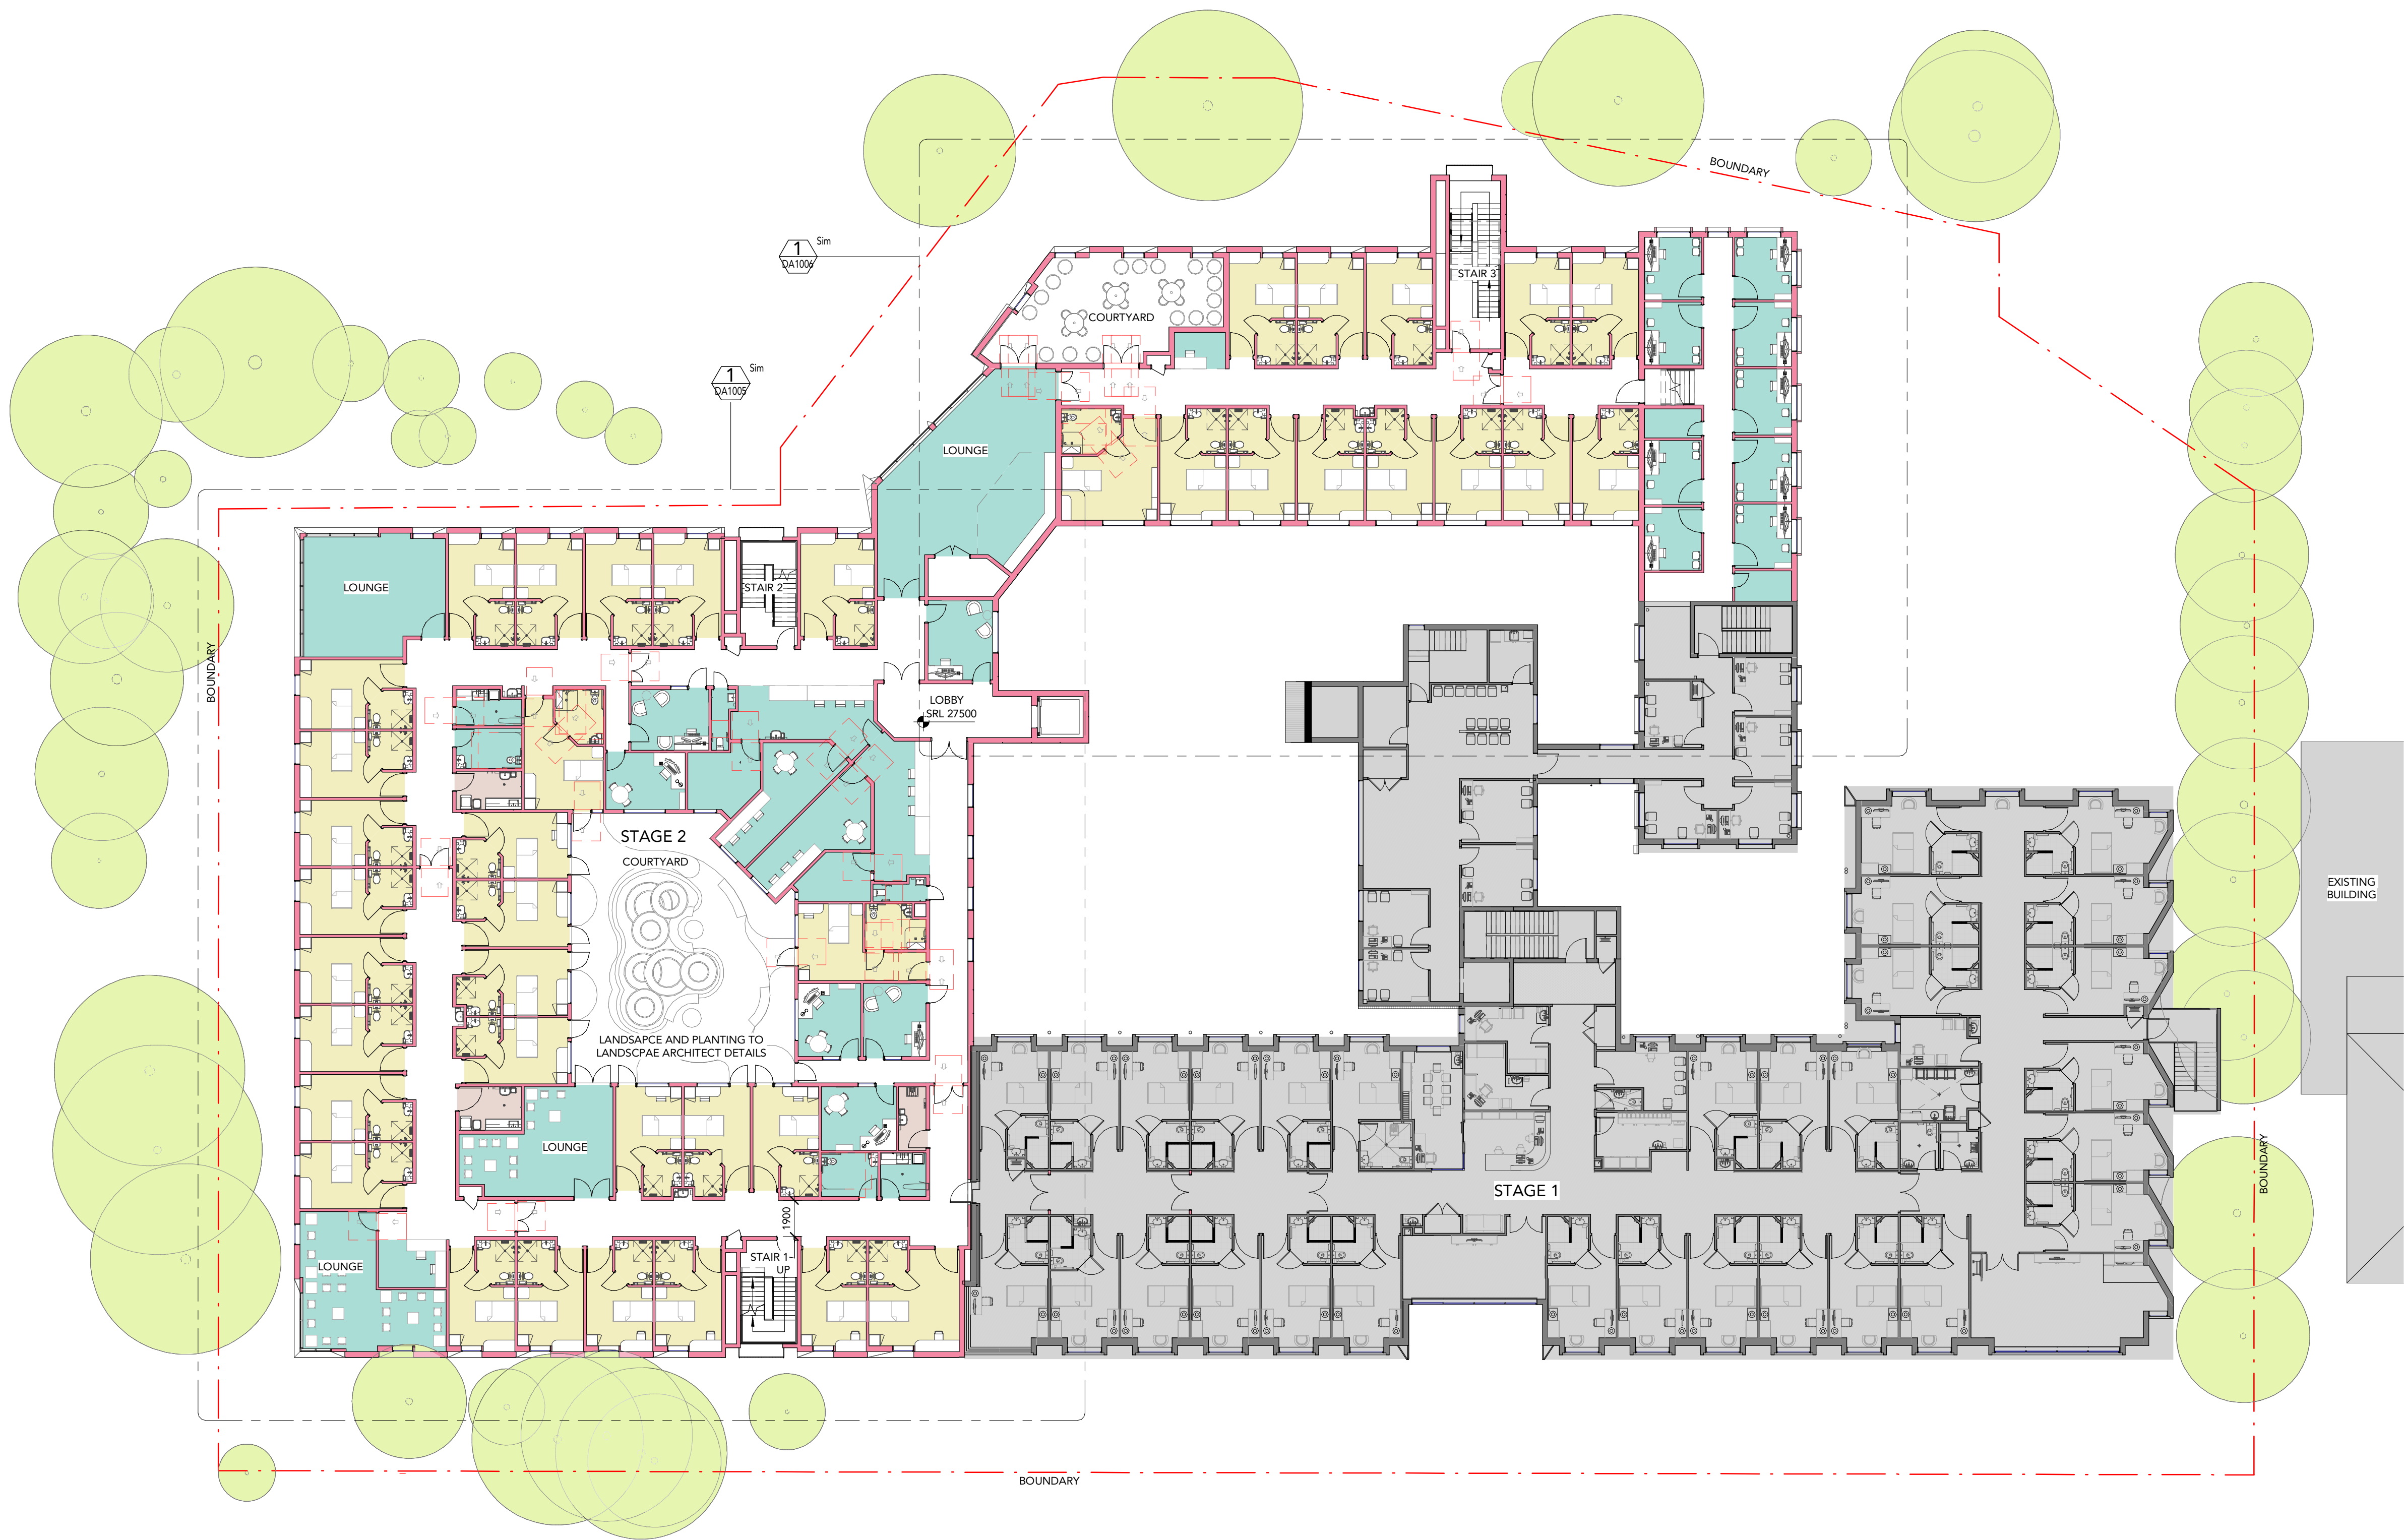 BOUNDARY
1
Sim
DA1006
STAIR 3
COURTYARD
1
Sim
DA1005
LOUNGE
LOUNGE
STAIR 2
BOUNDARY
LOBBY
SRL 27500
STAGE 2
COURTYARD
EXISTING
BUILDING
LANDSAPCE AND PLANTING TO
LANDSCPAE ARCHITECT DETAILS
LOUNGE
STAGE 1
BOUNDARY
1900
STAIR 1
UP
LOUNGE
BOUNDARY